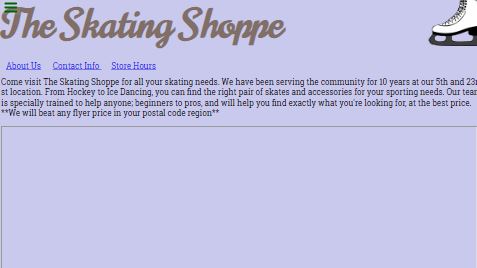 The Skating Shoppe
About Us Contact Info Store Hours
Come visit The Skating Shoppe for all your skating needs. We have been serving the community for 10 years at our 5th and 23r
st location. From Hockey to Ice Dancing, you can find the right pair of skates and accessories for your sporting needs. Our tear
is specially trained to help anyone; beginners to pros, and will help you find exactly what you're looking for, at the best price.
**We will beat any flyer price in your postal code region**